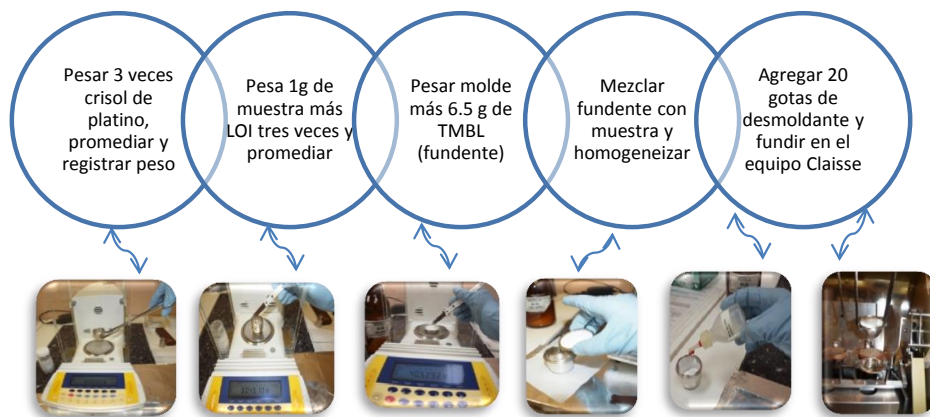 Pesar 3 veces
crisol de
platino,
promediar y
registrar peso
Pesa 1g de
muestra más
LOI tres veces y
promediar
Pesar molde
más 6.5 g de
TMBL
(fundente)
Mezclar
fundente con
muestra y
homogeneizar
Agregar 20
gotas de
desmoldante y
fundir en el
equipo Claisse